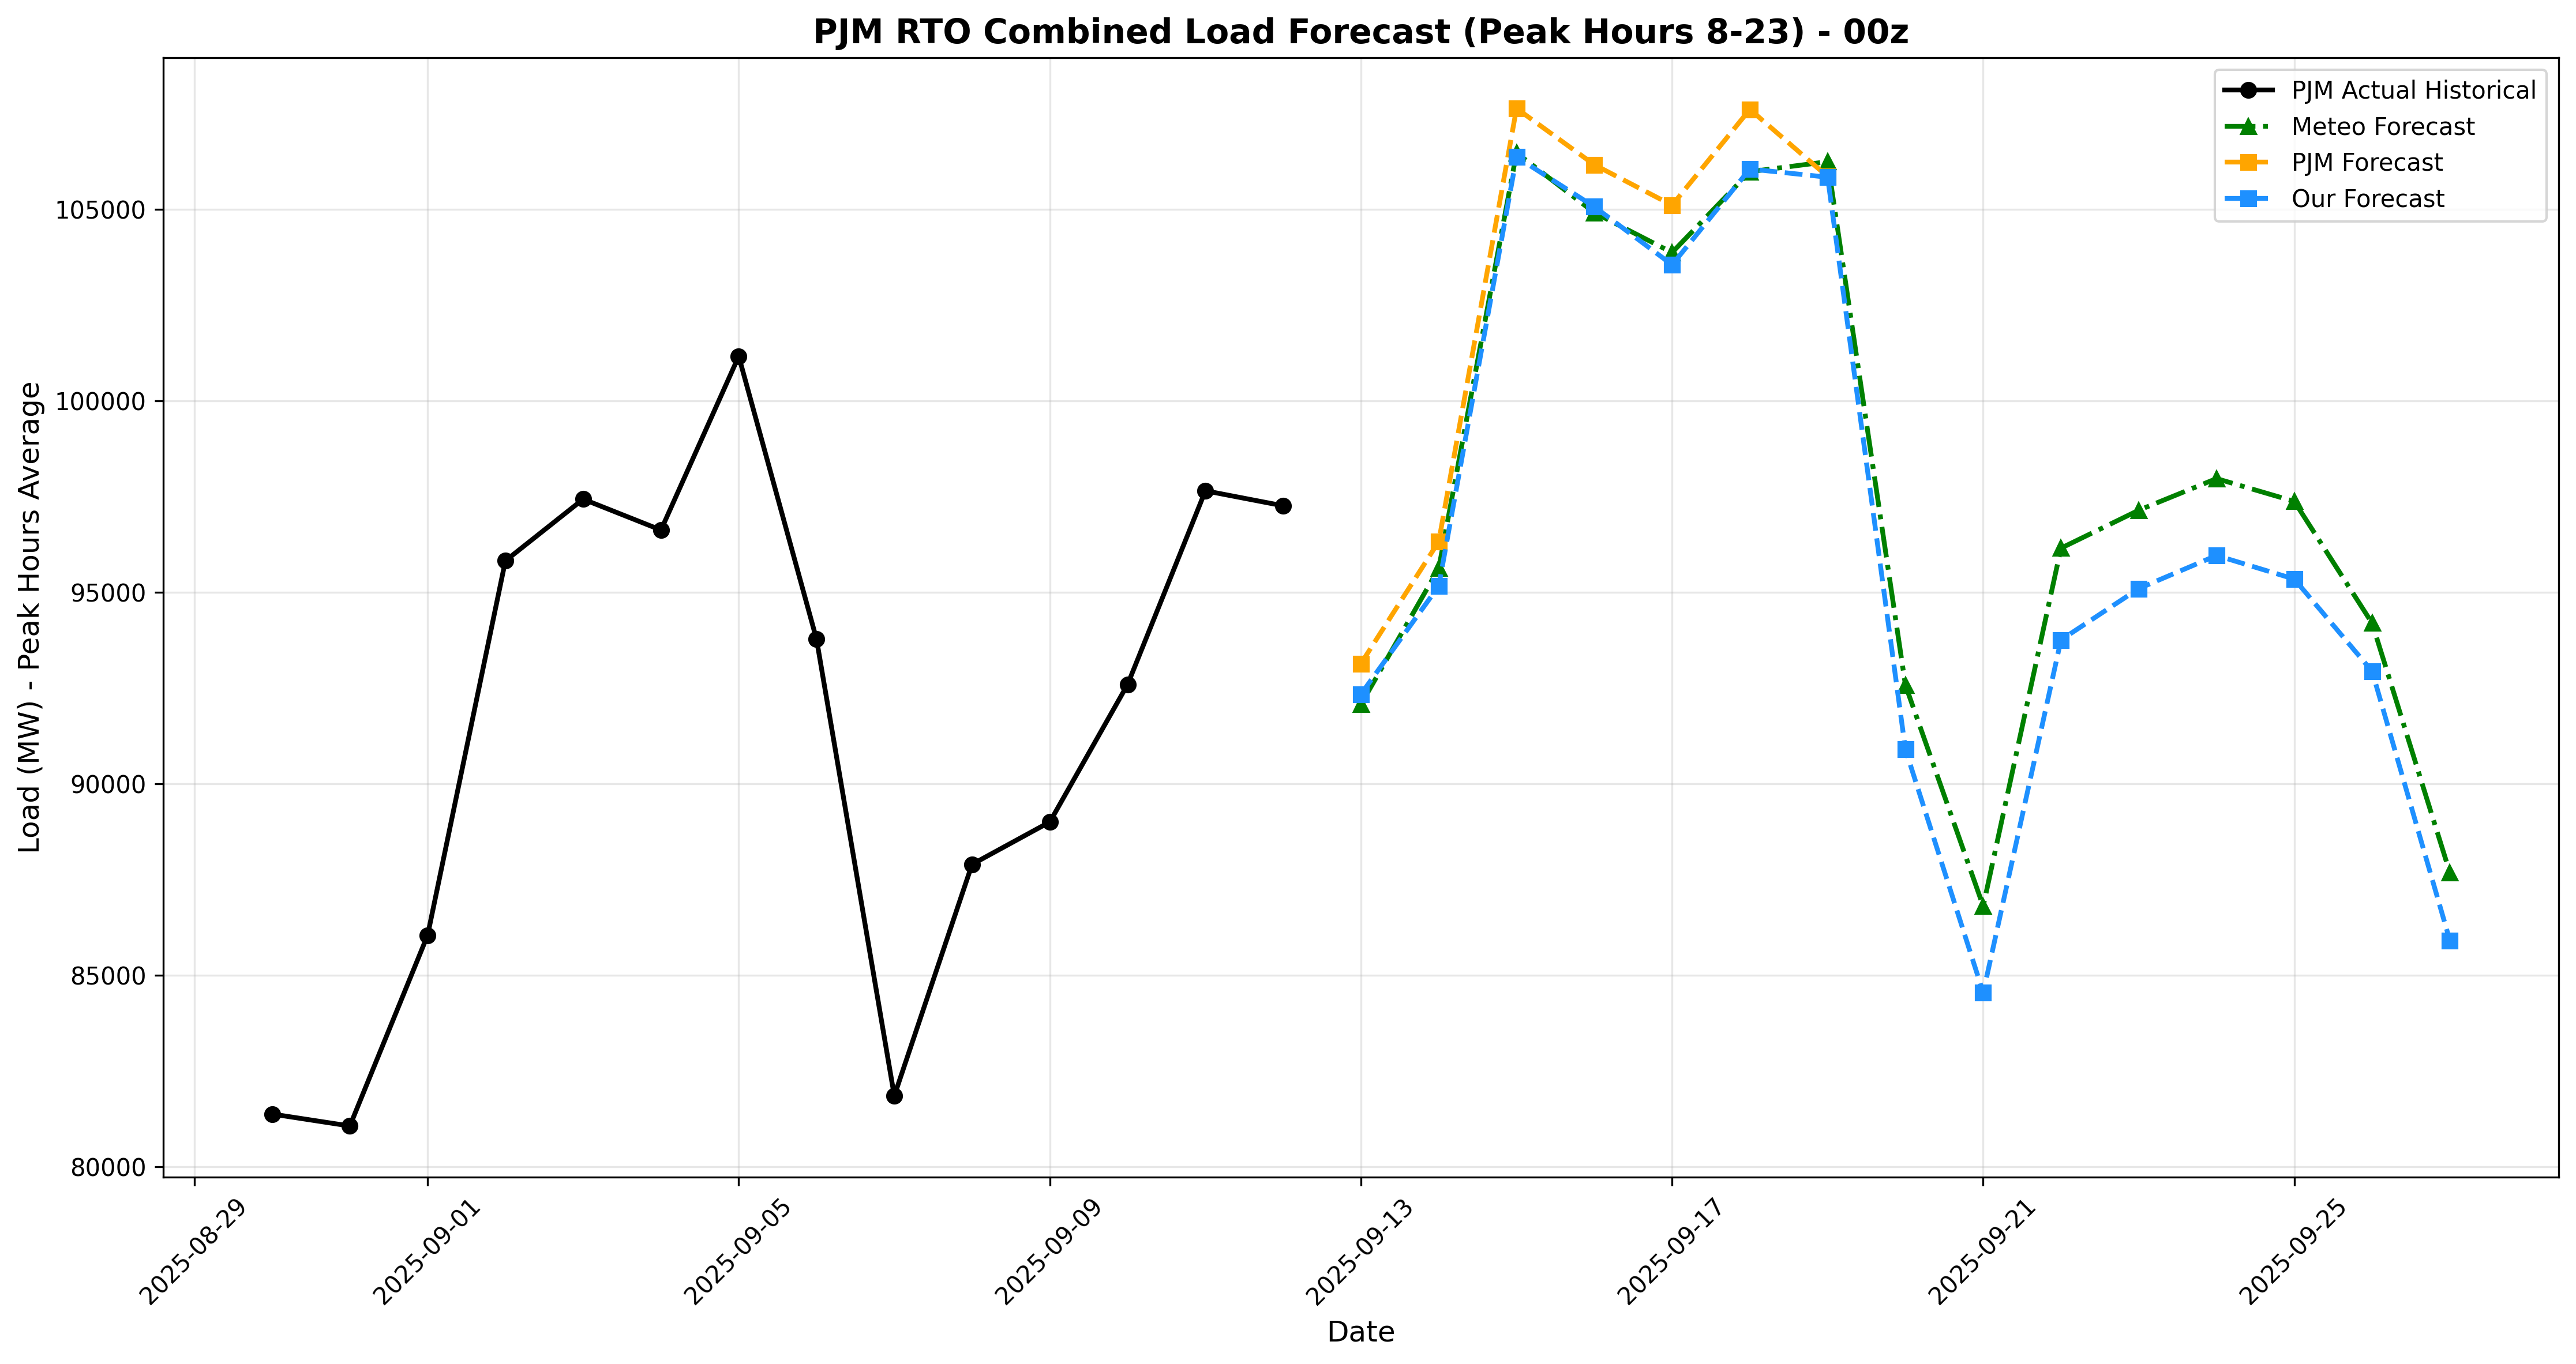 PJM RTO Combined Load Forecast (Peak Hours 8-23) - 00z
PJM Actual Historical
Meteo Forecast
PJM Forecast
Our Forecast
Load (MW) - Peak Hours Average
105000
100000
95000
90000
85000
80000
2025-08-29
2025-09-01
2025-09-05
2025-09-09
2025-09-13
2025-09-17
2025-09-21
2025-09-25
Date